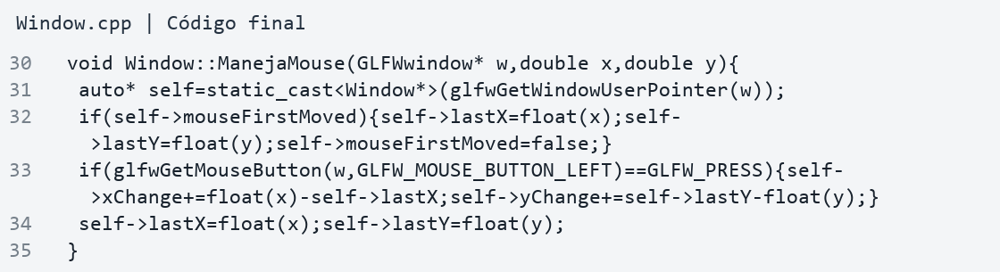 Window.cpp | Código final
30 void Window::ManejaMouse(GLFWwindow* w,double x,double y){
31 auto* self=static_cast<Window*>(glfwGetWindowUserPointer(w));
32 if(self->mouseFirstMoved){self->lastX=float(x);self-
>lastY=float(y);self->mouseFirstMoved=false;}
33 if(glfwGetMouseButton(w,GLFW_MOUSE_BUTTON_LEFT)==GLFW_PRESS){self-
>xChange+=float(x)-self->lastX;self->yChange+=self->lastY-float(y);}
34 self->lastX=float(x);self->lastY=float(y);
35 }